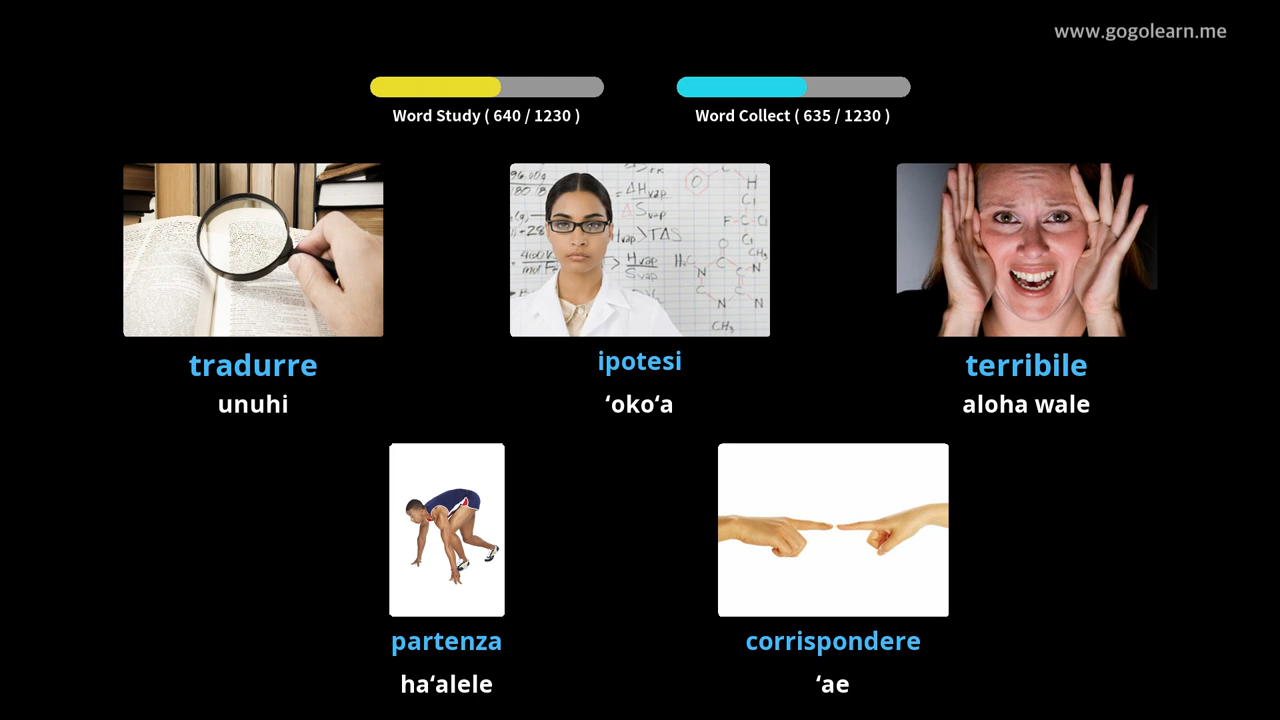 www.gogolearn.me
Word Study ( 640 / 1230 )
Word Collect ( 635 / 1230 )
tradurre
unuhi
ipotesi
ʻokoʻa
terribile
aloha wale
partenza
haʻalele
corrispondere
ʻae